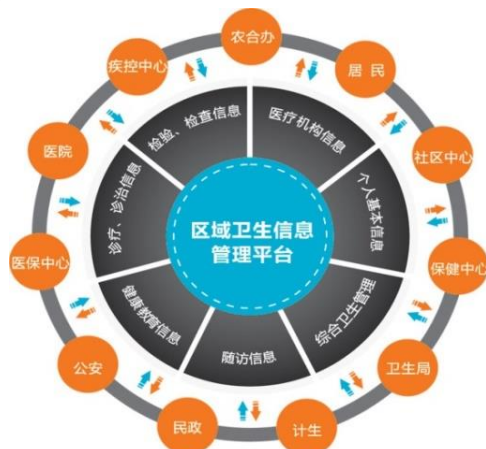 农合办
居 民
社区中心
保健中心
卫生局
计生
民政
公安
医保中心
医院
疾控中心
医疗机构信息
个人基本信息
综合卫生管理
随访信息
健康教育信息
诊疗、诊治信息
检验、检查信息
区域卫生信息
管理平台